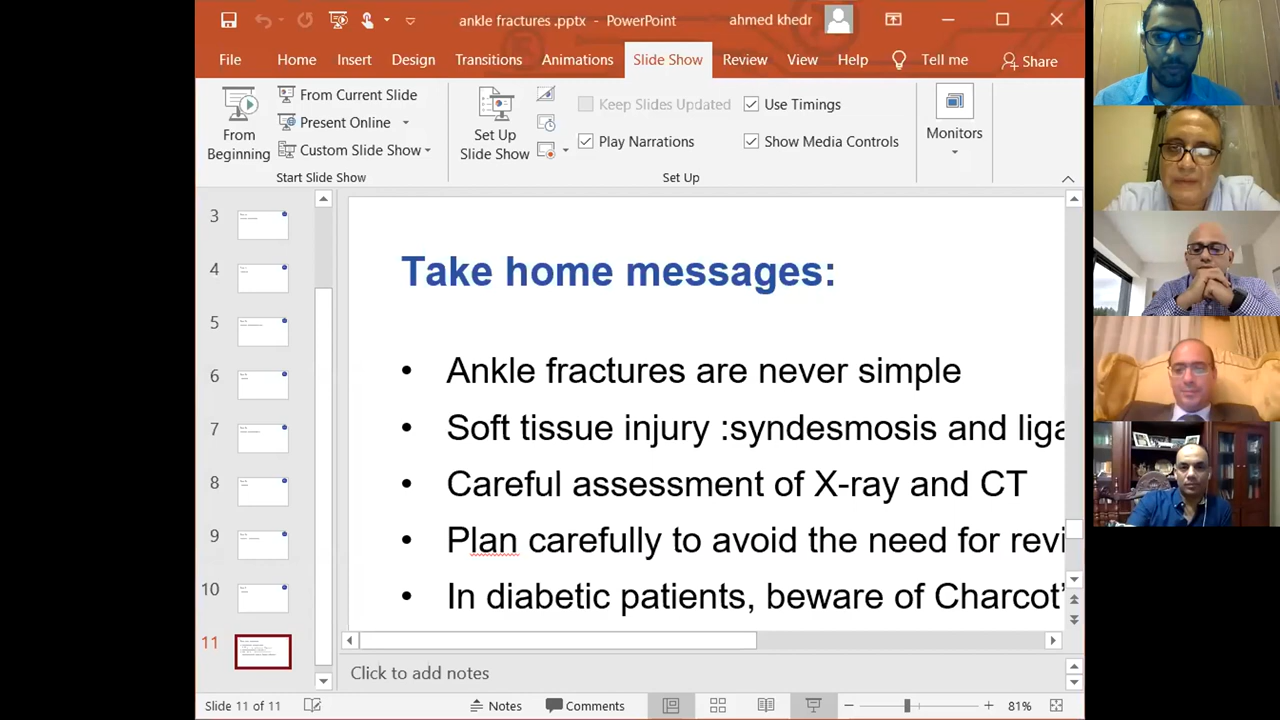 ankle fractures .pptx - PowerPoint
ahmed khedr
File Home Insert Design Transitions Animations Slide Show Review View Help Tell me Share
From Beginning
From Current Slide
Present Online
Custom Slide Show
Start Slide Show
Set Up Slide Show
Keep Slides Updated
Play Narrations
Use Timings
Show Media Controls
Set Up
Monitors
3
4
5
6
7
8
9
10
11
Take home messages:
• Ankle fractures are never simple
• Soft tissue injury :syndesmosis and liga
• Careful assessment of X-ray and CT
• Plan carefully to avoid the need for revi
• In diabetic patients, beware of Charcot'
Click to add notes
Slide 11 of 11 Notes Comments 81%